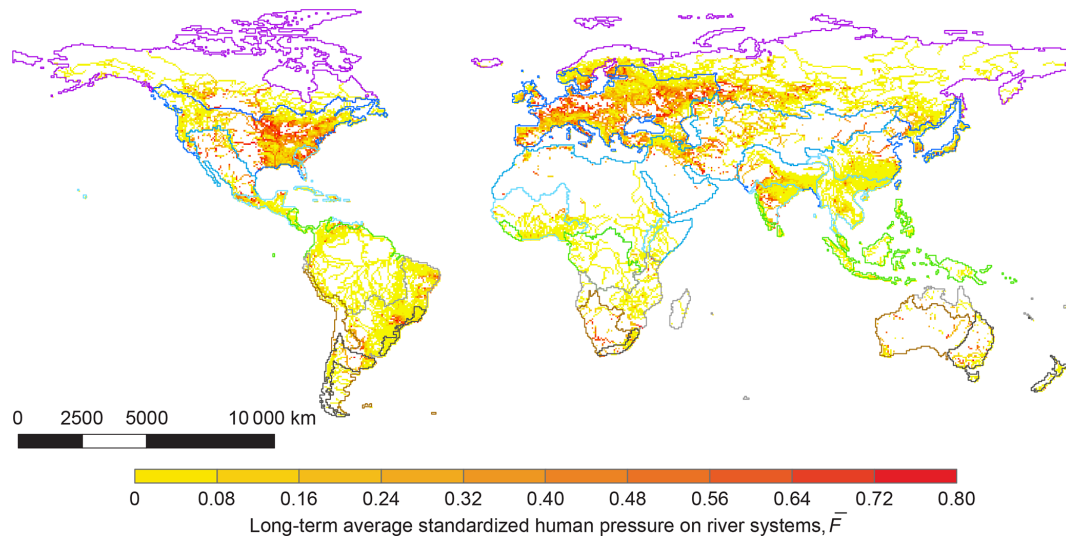 0 2500 5000 10 000 km
0 0.08 0.16 0.24 0.32 0.40 0.48 0.56 0.64 0.72 0.80
Long-term average standardized human pressure on river systems, F̅